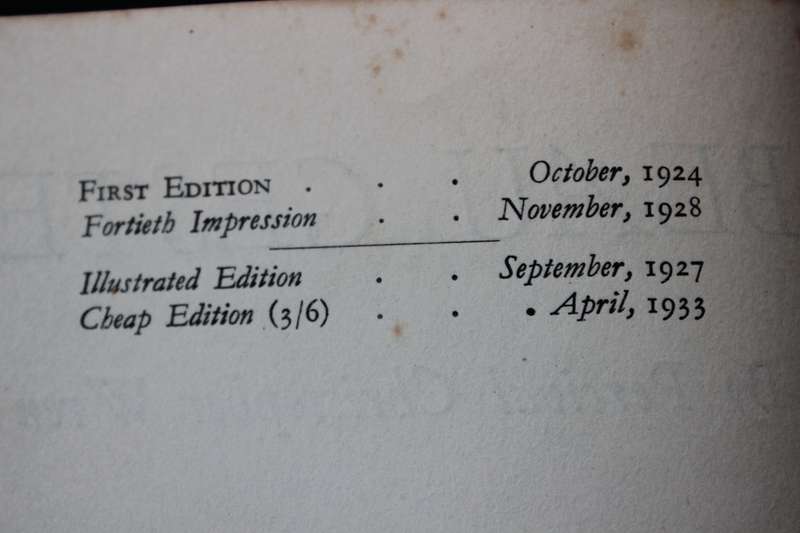 FIRST EDITION . . . October, 1924
Fortieth Impression . . November, 1928
Illustrated Edition . . September, 1927
Cheap Edition (3/6) . . . April, 1933